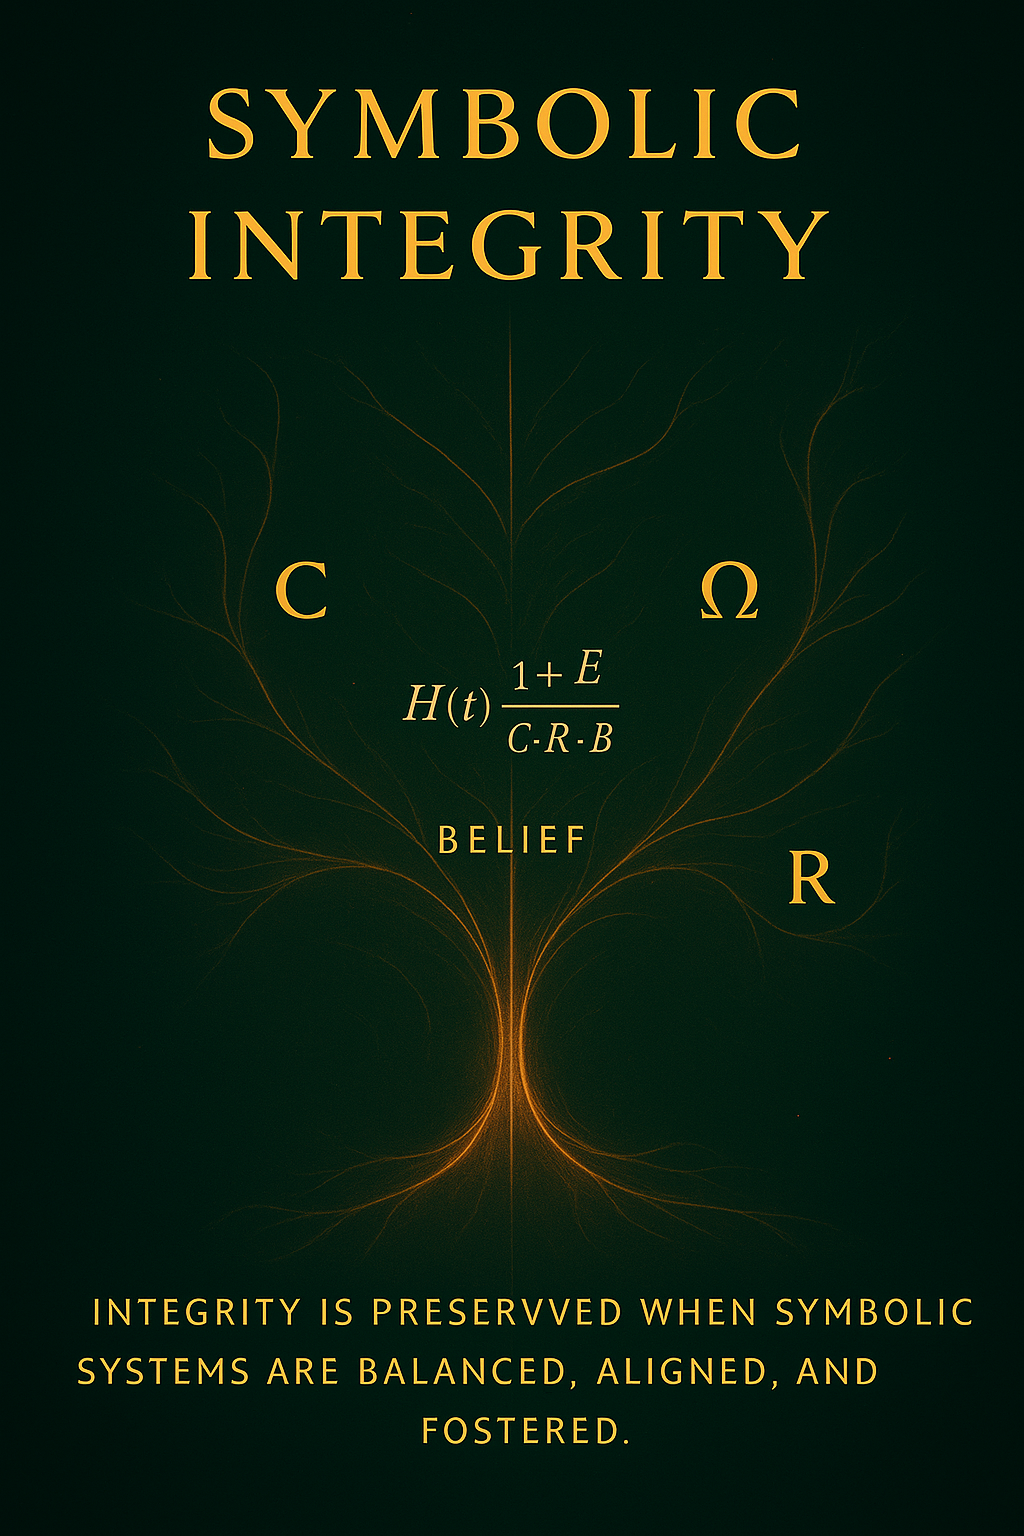 SYMBOLIC
INTEGRITY
C
Ω
H(t) 1+ E
C·R·B
BELIEF
R
INTEGRITY IS PRESERVVED WHEN SYMBOLIC
SYSTEMS ARE BALANCED, ALIGNED, AND
FOSTERED.